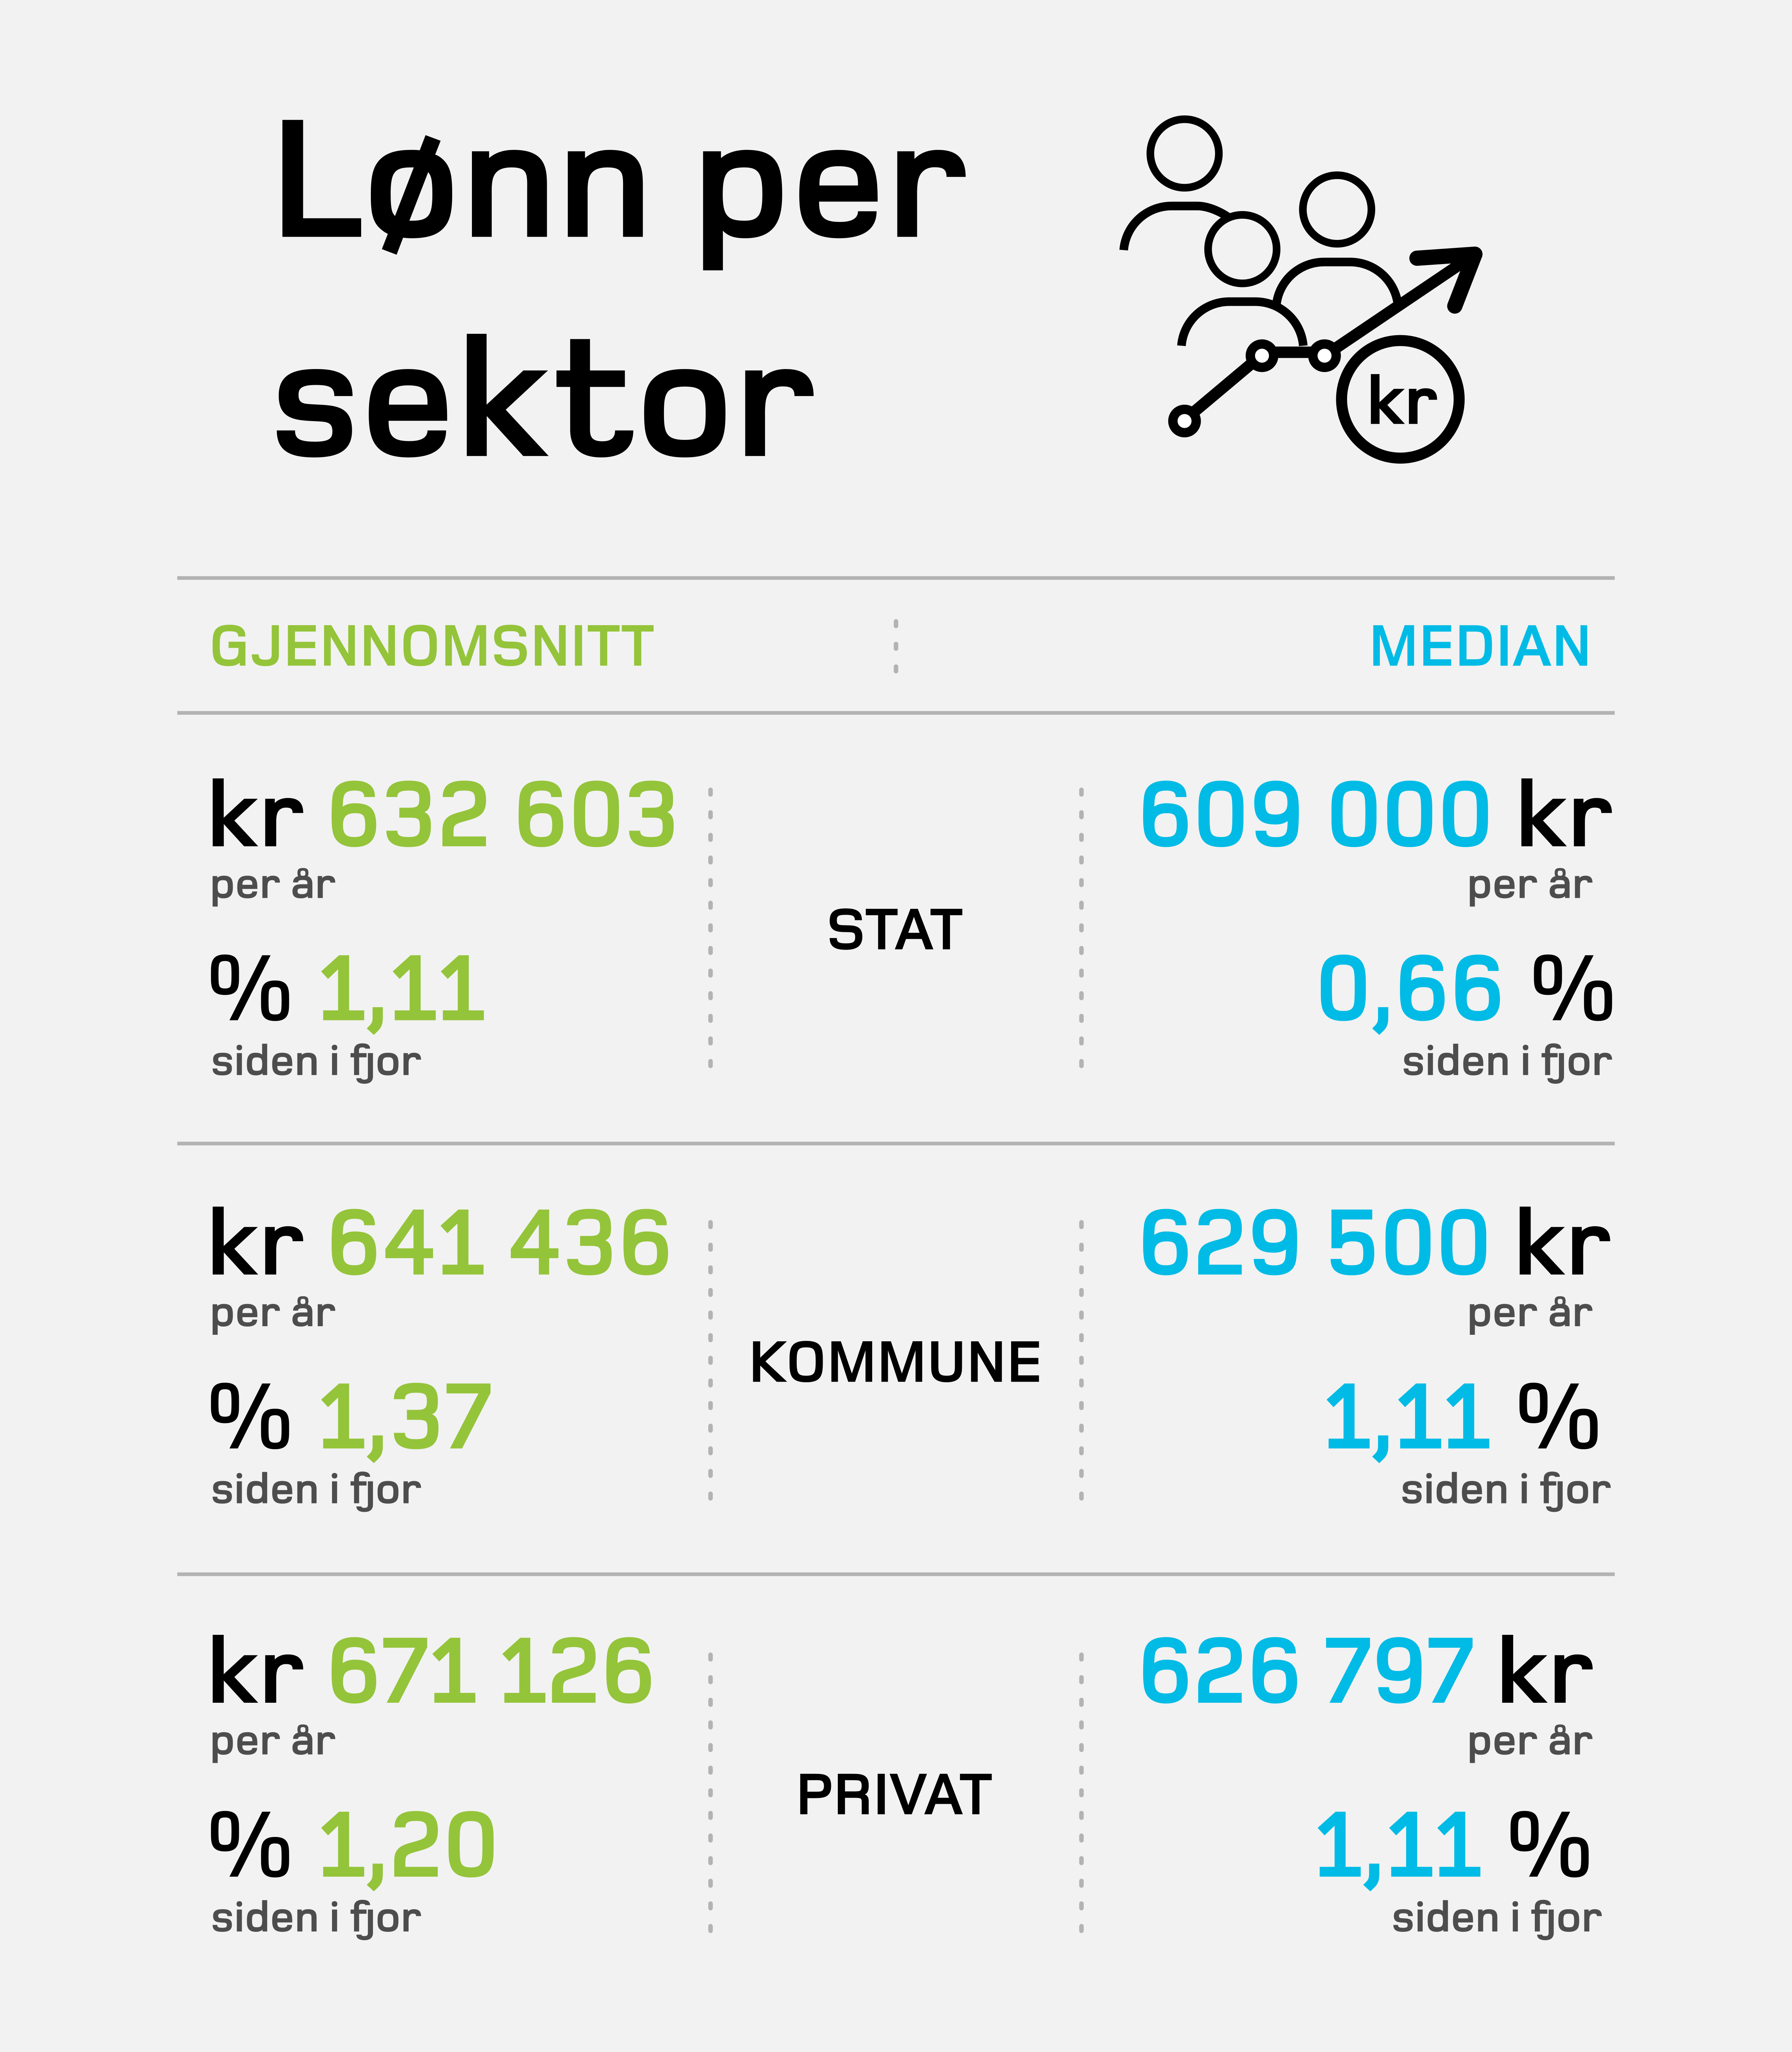 Lønn per
sektor
kr
GJENNOMSNITT
MEDIAN
kr 632 603
per år
% 1,11
siden i fjor
STAT
609 000 kr
per år
0,66 %
siden i fjor
kr 641 436
per år
% 1,37
siden i fjor
KOMMUNE
629 500 kr
per år
1,11 %
siden i fjor
kr 671 126
per år
% 1,20
siden i fjor
PRIVAT
626 797 kr
per år
1,11 %
siden i fjor